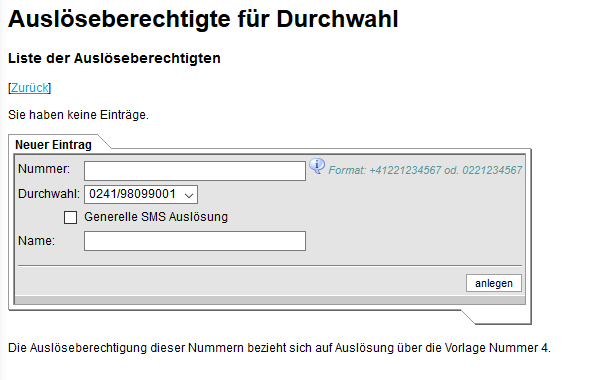 Auslöseberechtigte für Durchwahl
Liste der Auslöseberechtigten
[Zurück]
Sie haben keine Einträge.
Neuer Eintrag
Nummer: Format: +41221234567 od. 0221234567
Durchwahl: 0241/98099001
Generelle SMS Auslösung
Name:
anlegen
Die Auslöseberechtigung dieser Nummern bezieht sich auf Auslösung über die Vorlage Nummer 4.